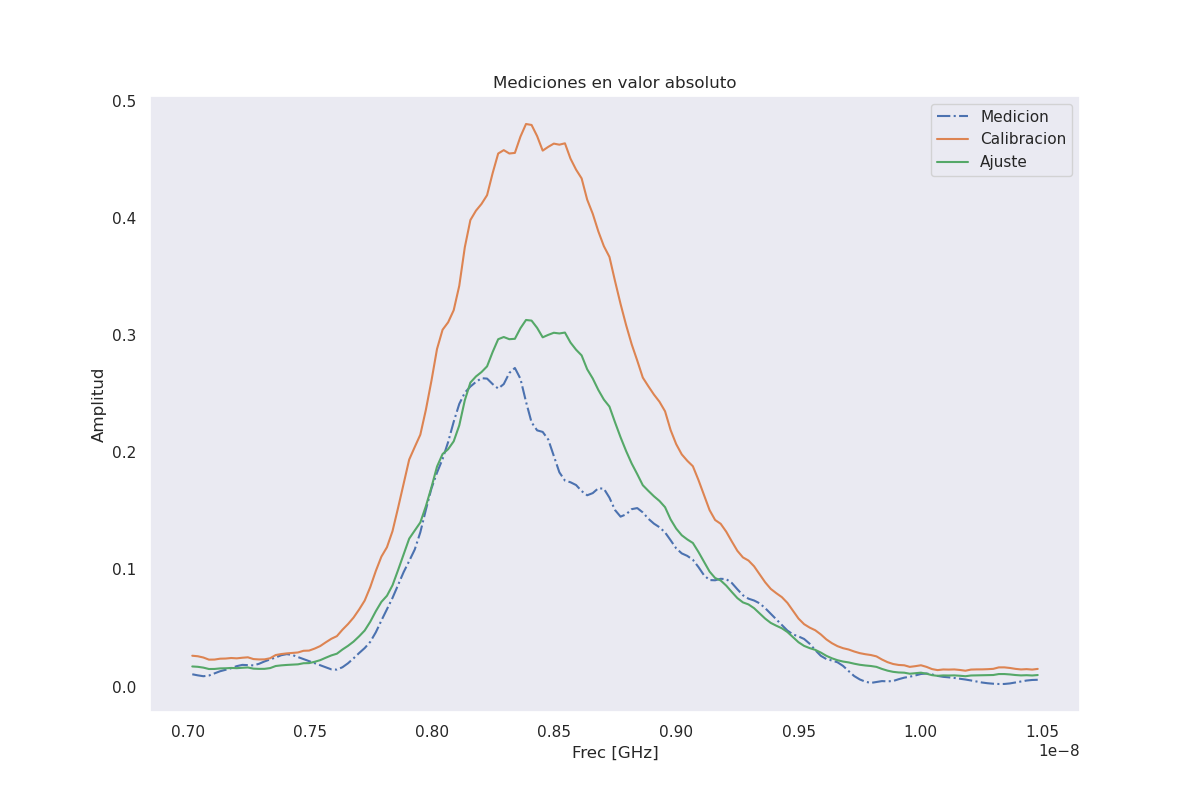 Mediciones en valor absoluto
Medicion
Calibracion
Ajuste
Amplitud
0.5
0.4
0.3
0.2
0.1
0.0
0.70 0.75 0.80 0.85 0.90 0.95 1.00 1.05
1e−8
Frec [GHz]